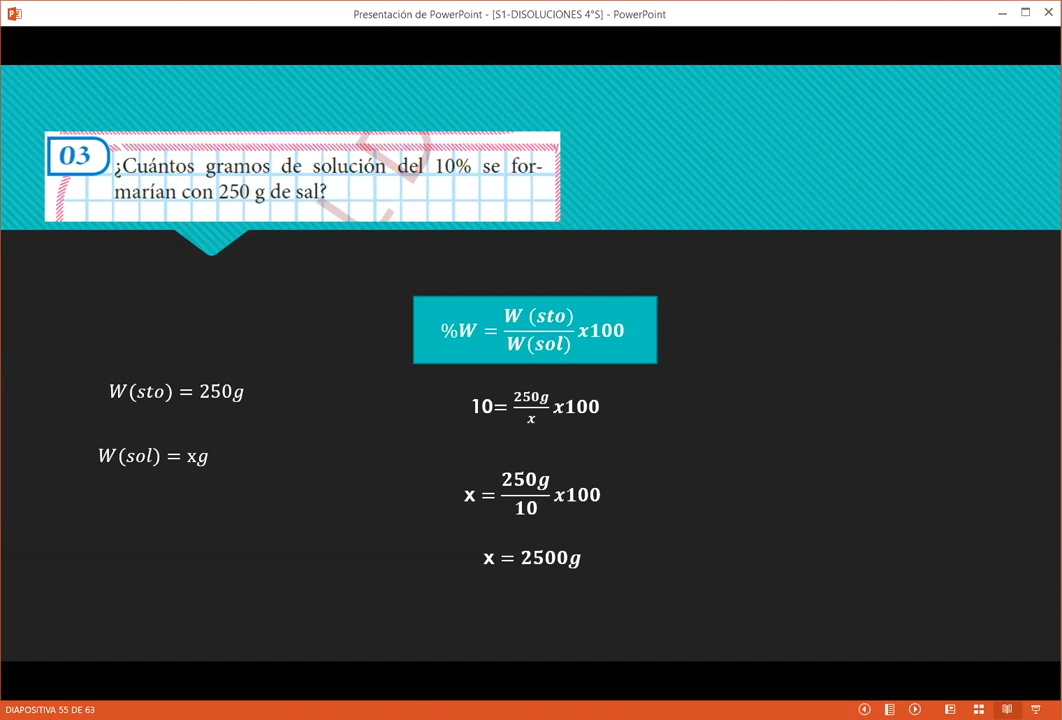 Presentación de PowerPoint - [S1-DISOLUCIONES 4°S] - PowerPoint
03
¿Cuántos gramos de solución del 10% se for-
marían con 250 g de sal?
%W = W (sto) / W(sol) x100
W(sto) = 250g
10= 250g / x x100
W(sol) = xg
x = 250g / 10 x100
x = 2500g
DIAPOSITIVA 55 DE 63